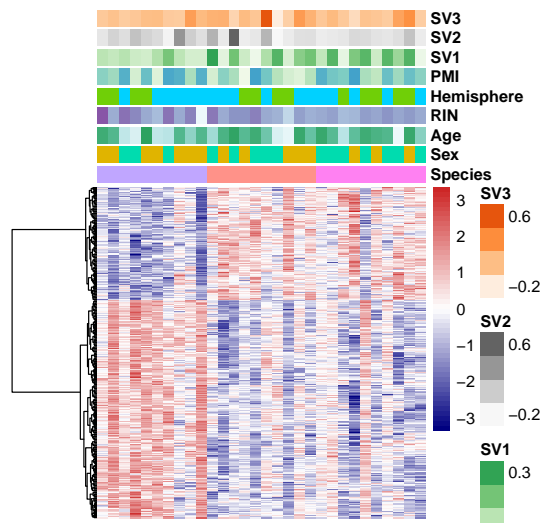 SV3
SV2
SV1
PMI
Hemisphere
RIN
Age
Sex
Species
3
2
1
0
−1
−2
−3
SV3
0.6
−0.2
SV2
0.6
−0.2
SV1
0.3